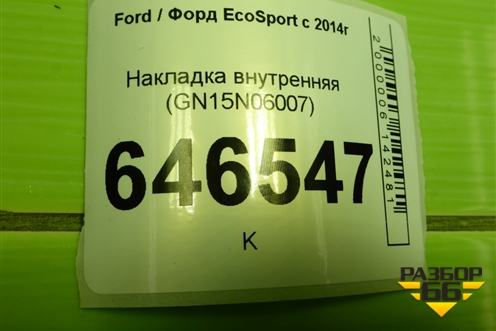 Ford / Форд EcoSport с 2014г
Накладка внутренняя
(GN15N06007)
646547
К
2000006142481
РАЗБОР
66